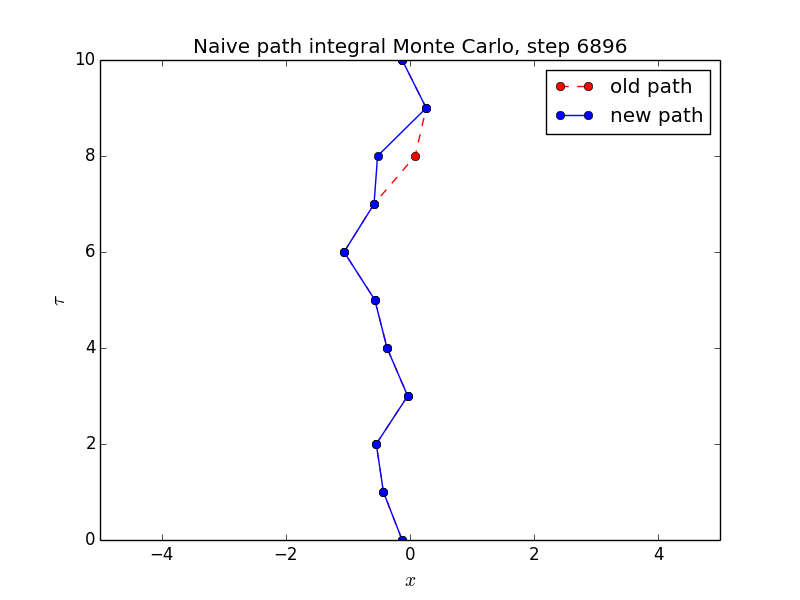 Naive path integral Monte Carlo, step 6896
old path
new path
10
8
6
4
2
0
τ
−4 −2 0 2 4
x